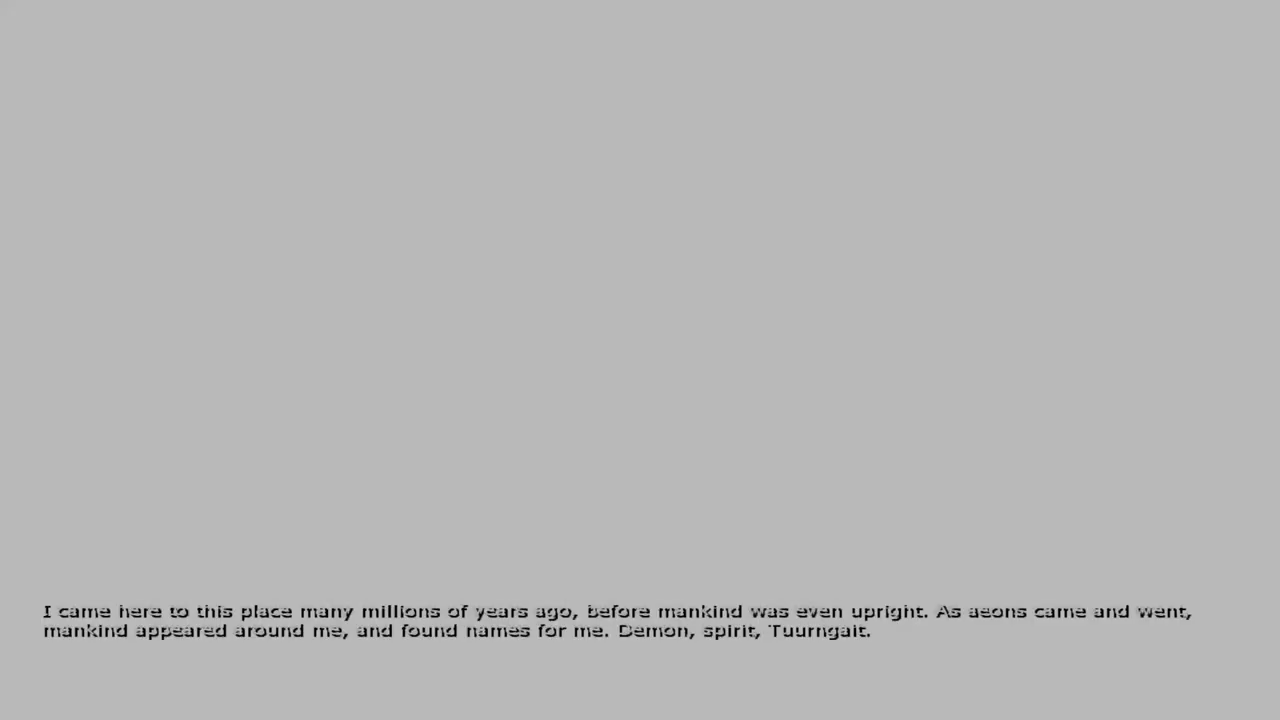 I came here to this place many millions of years ago, before mankind was even upright. As aeons came and went,
mankind appeared around me, and found names for me. Demon, spirit, Tuurngait.